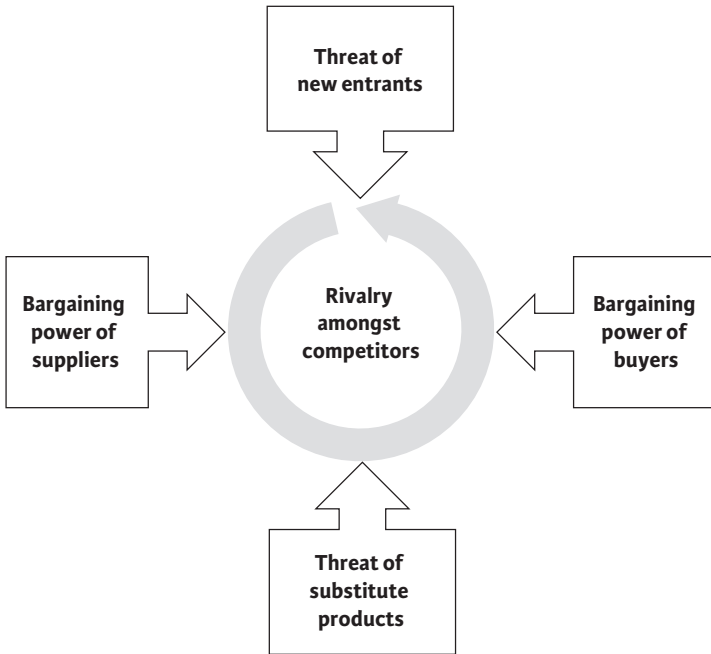 Threat of
new entrants
Bargaining
power of
suppliers
Rivalry
amongst
competitors
Bargaining
power of
buyers
Threat of
substitute
products